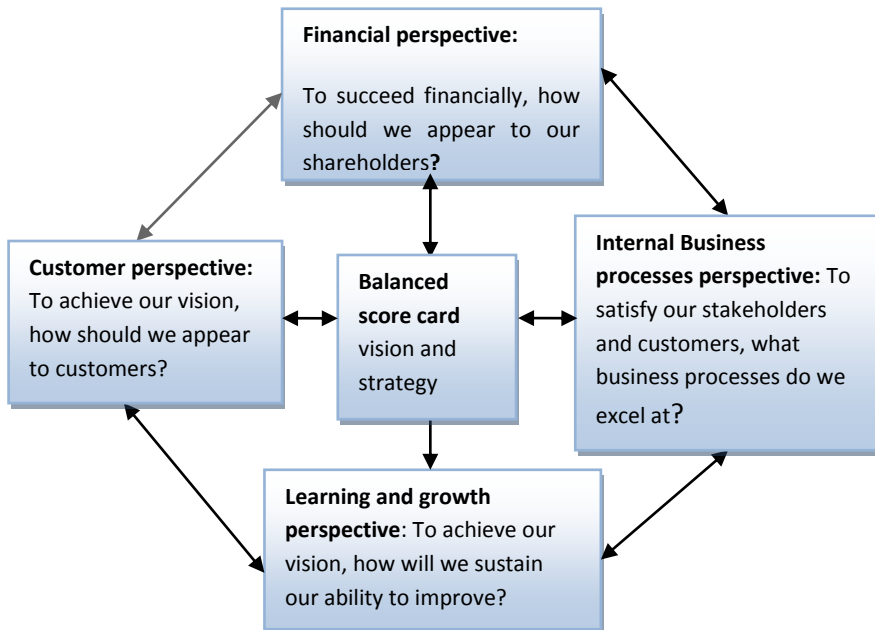 Financial perspective:
To succeed financially, how
should we appear to our
shareholders?
Customer perspective:
To achieve our vision,
how should we appear
to customers?
Balanced
score card
vision and
strategy
Internal Business
processes perspective: To
satisfy our stakeholders
and customers, what
business processes do we
excel at?
Learning and growth
perspective: To achieve our
vision, how will we sustain
our ability to improve?